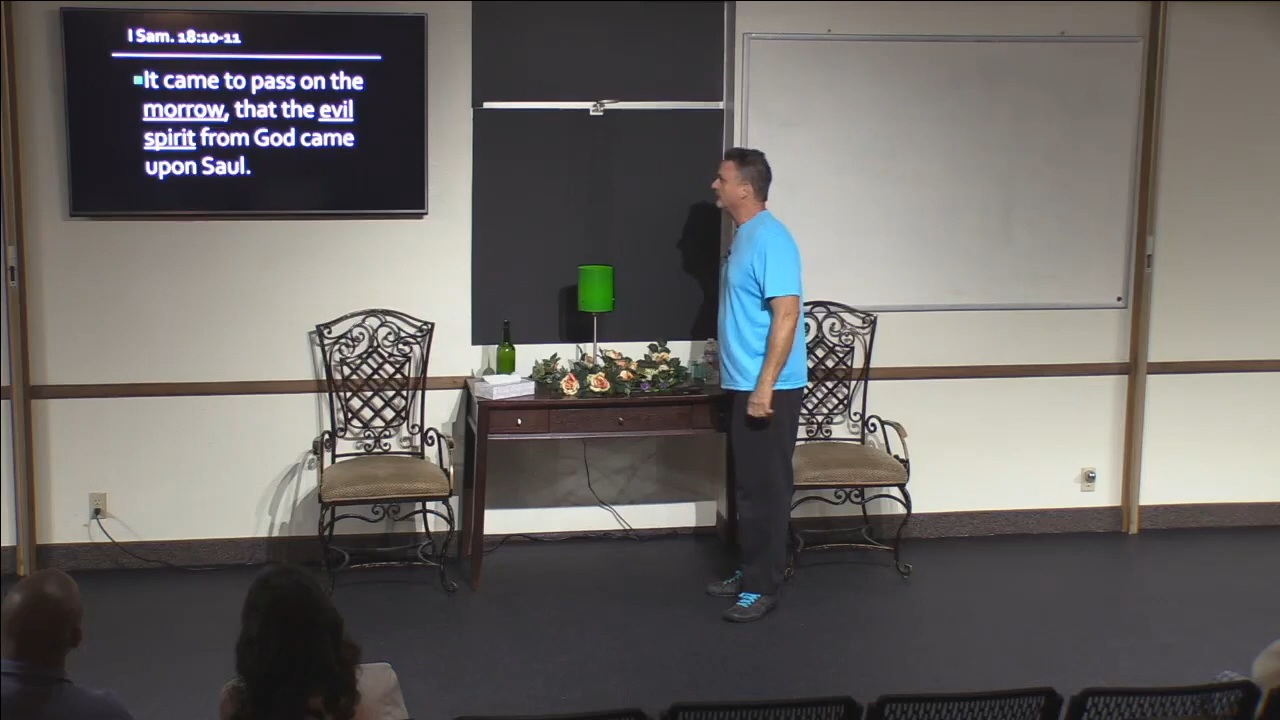 I Sam. 18:10-11
It came to pass on the
morrow, that the evil
spirit from God came
upon Saul.